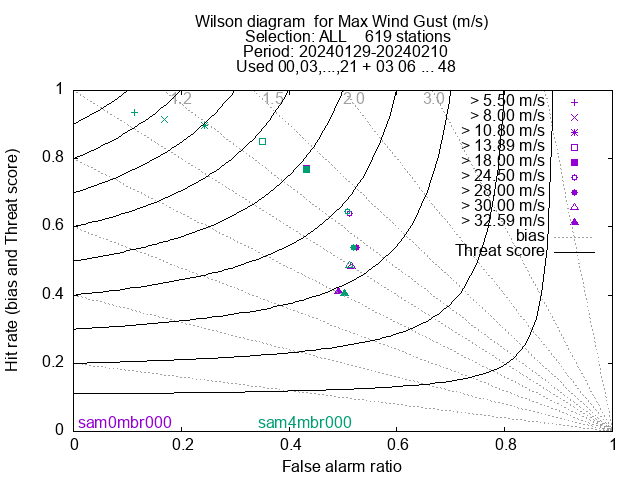 Wilson diagram  for Max Wind Gust (m/s)
Selection: ALL    619 stations
Period: 20240129-20240210
Used 00,03,...,21 + 03 06 ... 48
1
0.8
0.6
0.4
0.2
0
Hit rate (bias and Threat score)
1.2
1.5
2.0
3.0
> 5.50 m/s
> 8.00 m/s
> 10.80 m/s
> 13.89 m/s
> 18.00 m/s
> 24.50 m/s
> 28.00 m/s
> 30.00 m/s
> 32.59 m/s
bias
Threat score
sam0mbr000
sam4mbr000
0
0.2
0.4
0.6
0.8
1
False alarm ratio